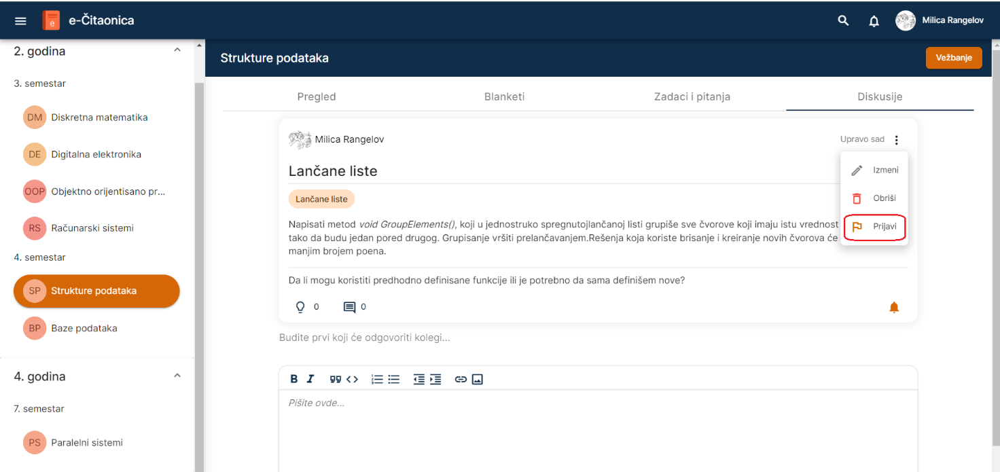 e
e-Čitaonica
Milica Rangelov
2. godina
3. semestar
DM Diskretna matematika
DE Digitalna elektronika
OOP Objektno orijentisano pr...
RS Računarski sistemi
4. semestar
SP Strukture podataka
BP Baze podataka
4. godina
7. semestar
PS Paralelni sistemi
Strukture podataka
Vežbanje
Pregled
Blanketi
Zadaci i pitanja
Diskusije
Milica Rangelov
Upravo sad
Izmeni
Obriši
Prijavi
Lančane liste
Lančane liste
Napisati metod void GroupElements(), koji u jednostruko spregnutojlančanoj listi grupiše sve čvorove koji imaju istu vrednost
tako da budu jedan pored drugog. Grupisanje vršiti prelančavanjem.Rešenja koja koriste brisanje i kreiranje novih čvorova će
manjim brojem poena.
Da li mogu koristiti predhodno definisane funkcije ili je potrebno da sama definišem nove?
0
0
Budite prvi koji će odgovoriti kolegi...
B I
Pišite ovde...